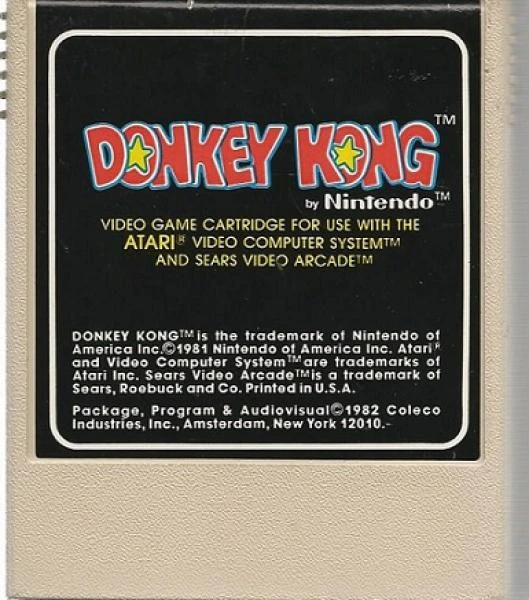 DONKEY KONG™
by Nintendo™
VIDEO GAME CARTRIDGE FOR USE WITH THE
ATARI® VIDEO COMPUTER SYSTEM™
AND SEARS VIDEO ARCADE™
DONKEY KONG™ is the trademark of Nintendo of
America Inc.©1981 Nintendo of America Inc. Atari®
and Video Computer System™ are trademarks of
Atari Inc. Sears Video Arcade™ is a trademark of
Sears, Roebuck and Co. Printed in U.S.A.
Package, Program & Audiovisual©1982 Coleco
Industries, Inc., Amsterdam, New York 12010.